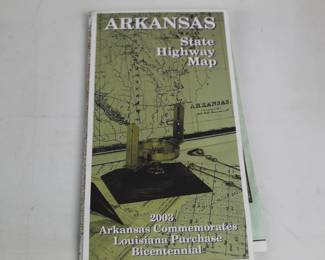 ARKANSAS
State
Highway
Map
ARKANSAS
2003
Arkansas Commemorates
Louisiana Purchase
Bicentennial